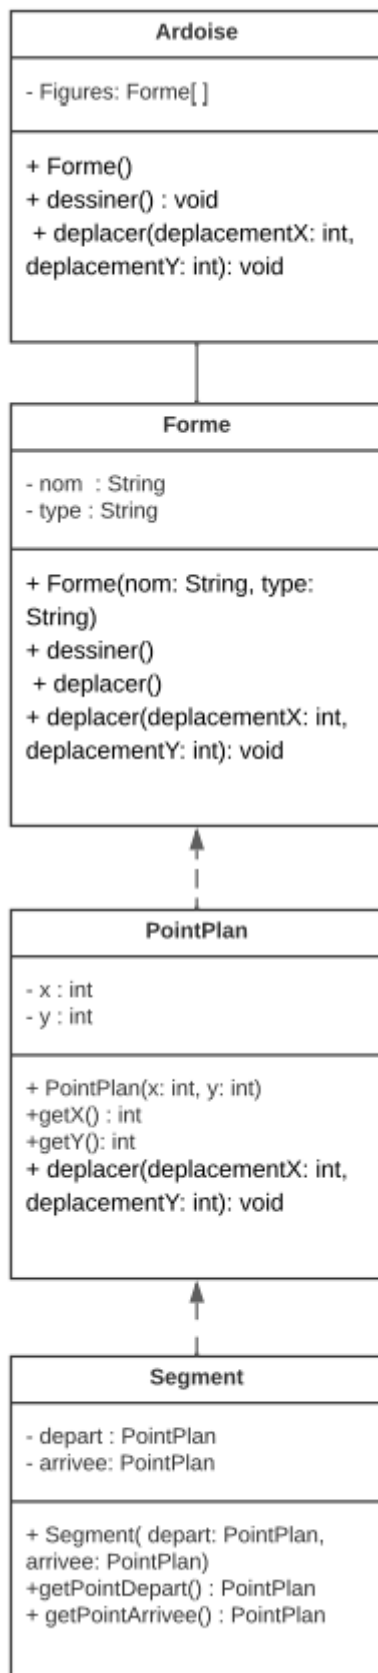 Ardoise
- Figures: Forme[ ]
+ Forme()
+ dessiner() : void
+ deplacer(deplacementX: int,
deplacementY: int): void
Forme
- nom : String
- type : String
+ Forme(nom: String, type:
String)
+ dessiner()
+ deplacer()
+ deplacer(deplacementX: int,
deplacementY: int): void
PointPlan
- x : int
- y : int
+ PointPlan(x: int, y: int)
+getX() : int
+getY(): int
+ deplacer(deplacementX: int,
deplacementY: int): void
Segment
- depart : PointPlan
- arrivee: PointPlan
+ Segment( depart: PointPlan,
arrivee: PointPlan)
+getPointDepart() : PointPlan
+ getPointArrivee() : PointPlan